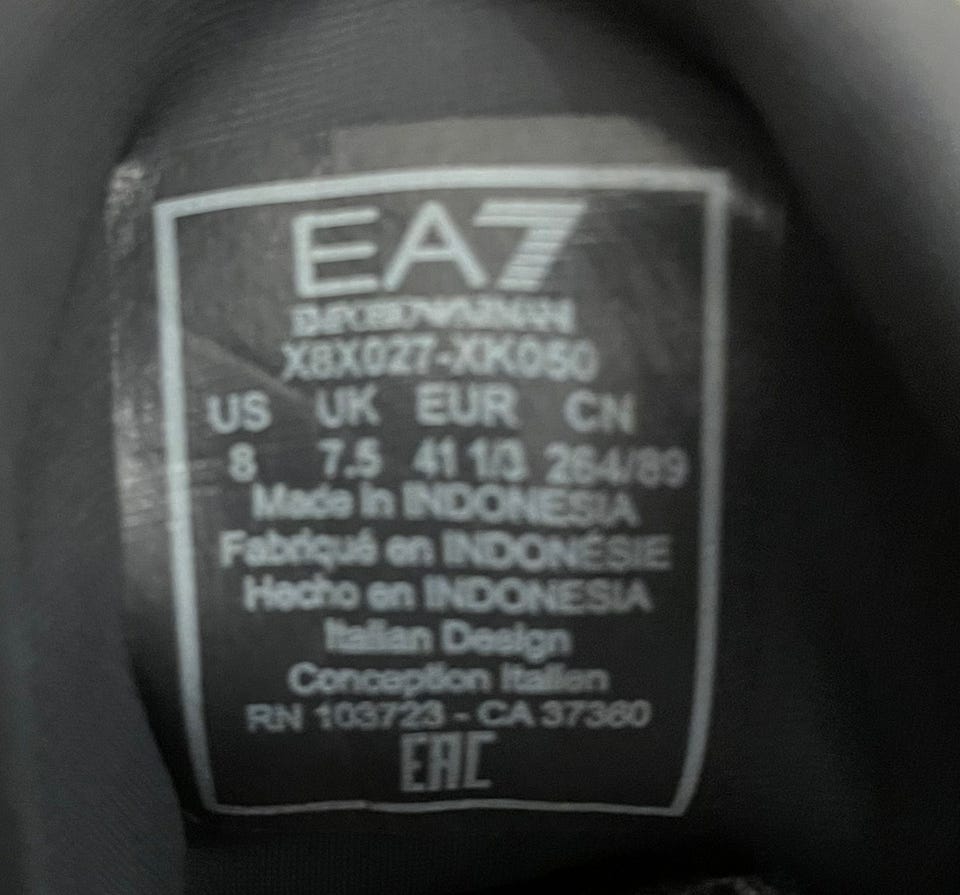 EA7
EMPORIO ARMANI
X8X027-XK050
US UK EUR CN
8 7.5 41 1/3 264/89
Made in INDONESIA
Fabriqué en INDONÉSIE
Hecho en INDONESIA
Italian Design
Conception Italien
RN 103723 - CA 37360
EAC